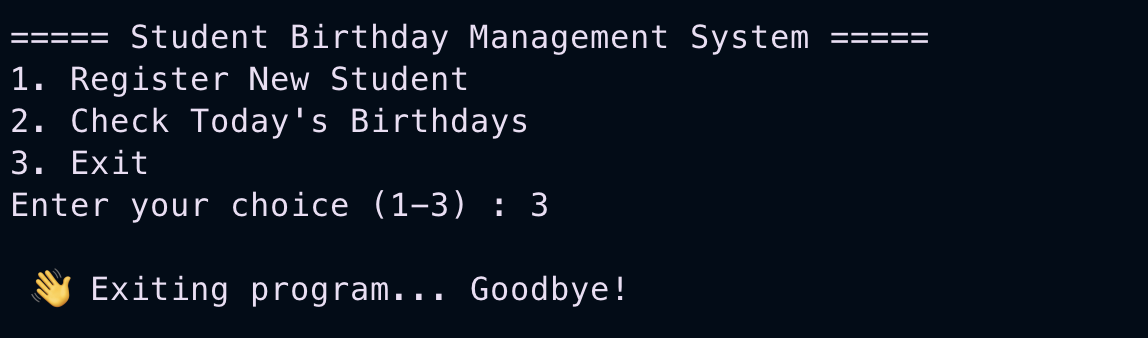 ===== Student Birthday Management System =====
1. Register New Student
2. Check Today's Birthdays
3. Exit
Enter your choice (1-3) : 3
👋 Exiting program... Goodbye!